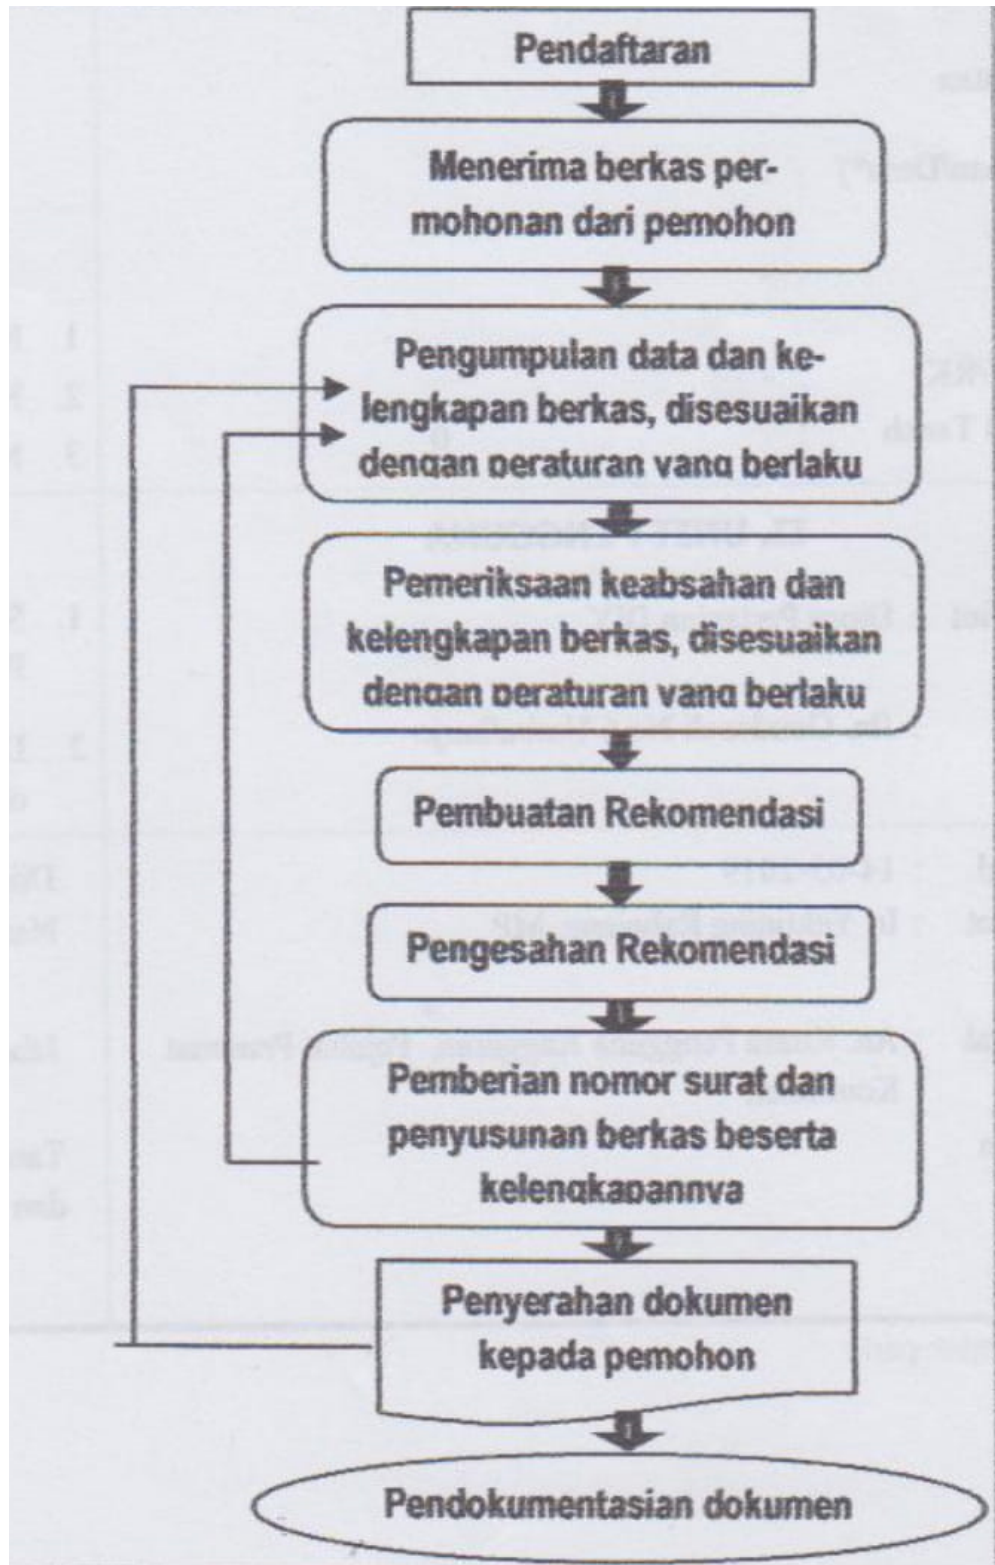 Pendaftaran
Menerima berkas per-
mohonan dari pemohon
Pengumpulan data dan ke-
lengkapan berkas, disesuaikan
dengan peraturan yang berlaku
Pemeriksaan keabsahan dan
kelengkapan berkas, disesuaikan
dengan peraturan yang berlaku
Pembuatan Rekomendasi
Pengesahan Rekomendasi
Pemberian nomor surat dan
penyusunan berkas beserta
kelengkapannya
Penyerahan dokumen
kepada pemohon
Pendokumentasian dokumen